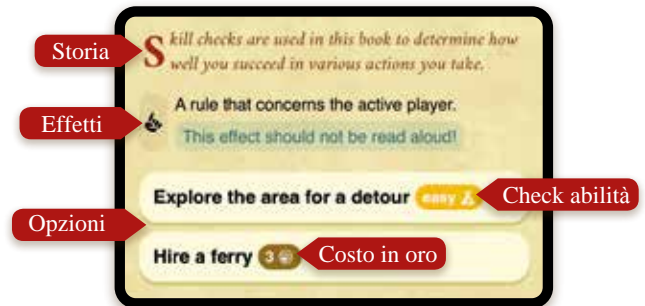 Storia
Skill checks are used in this book to determine how
well you succeed in various actions you take.
Effetti
A rule that concerns the active player.
This effect should not be read aloud!
Explore the area for a detour easy
Check abilità
Opzioni
Hire a ferry 3
Costo in oro